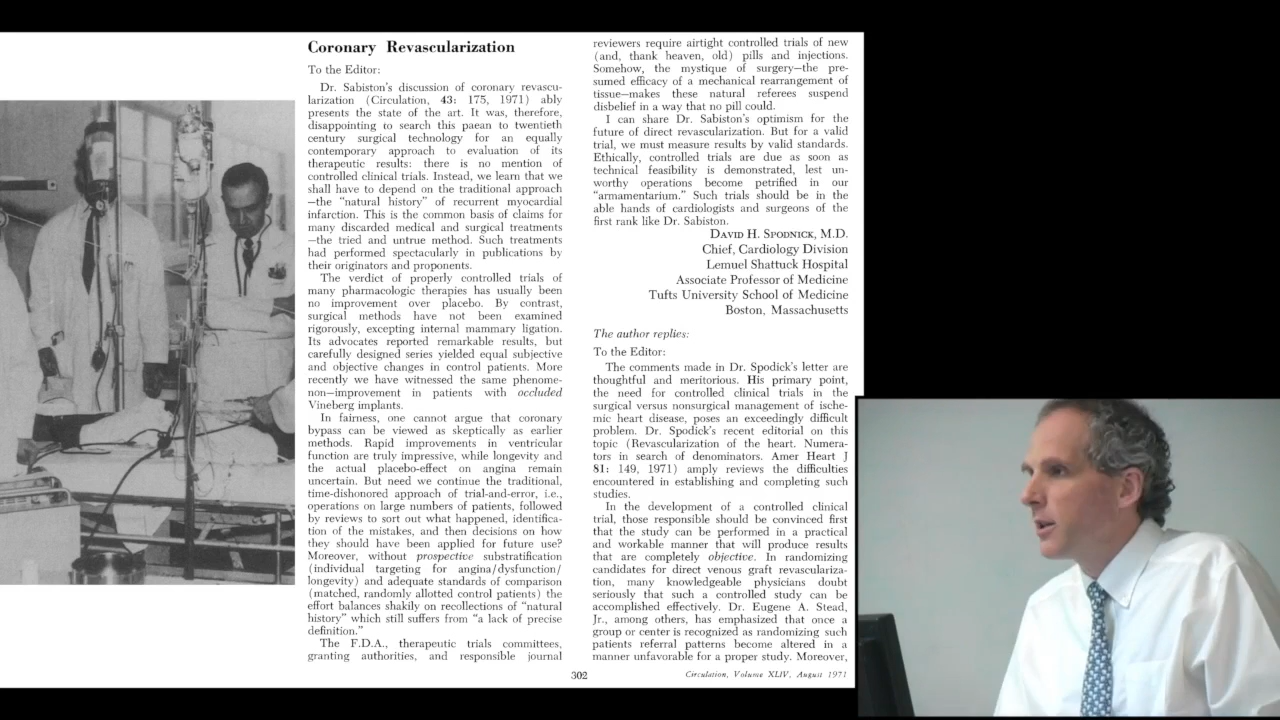 Coronary Revascularization
To the Editor:
Dr. Sabiston's discussion of coronary revascu-
larization (Circulation, 43: 175, 1971) ably
presents the state of the art. It was, therefore,
disappointing to search this paean to twentieth
century surgical technology for an equally
contemporary approach to evaluation of its
therapeutic results: there is no mention of
controlled clinical trials. Instead, we learn that we
shall have to depend on the traditional approach
—the "natural history" of recurrent myocardial
infarction. This is the common basis of claims for
many discarded medical and surgical treatments
—the tried and untrue method. Such treatments
had performed spectacularly in publications by
their originators and proponents.
The verdict of properly controlled trials of
many pharmacologic therapies has usually been
no improvement over placebo. By contrast,
surgical methods have not been examined
rigorously, excepting internal mammary ligation.
Its advocates reported remarkable results, but
carefully designed series yielded equal subjective
and objective changes in control patients. More
recently we have witnessed the same phenome-
non—improvement in patients with occluded
Vineberg implants.
In fairness, one cannot argue that coronary
bypass can be viewed as skeptically as earlier
methods. Rapid improvements in ventricular
function are truly impressive, while longevity and
the actual placebo-effect on angina remain
uncertain. But need we continue the traditional,
time-dishonored approach of trial-and-error, i.e.,
operations on large numbers of patients, followed
by reviews to sort out what happened, identifica-
tion of the mistakes, and then decisions on how
they should have been applied for future use?
Moreover, without prospective substratification
(individual targeting for angina/dysfunction/
longevity) and adequate standards of comparison
(matched, randomly allotted control patients) the
effort balances shakily on recollections of "natural
history" which still suffers from "a lack of precise
definition."
The F.D.A., therapeutic trials committees,
granting authorities, and responsible journal
reviewers require airtight controlled trials of new
(and, thank heaven, old) pills and injections.
Somehow, the mystique of surgery—the pre-
sumed efficacy of a mechanical rearrangement of
tissue—makes these natural referees suspend
disbelief in a way that no pill could.
I can share Dr. Sabiston's optimism for the
future of direct revascularization. But for a valid
trial, we must measure results by valid standards.
Ethically, controlled trials are due as soon as
technical feasibility is demonstrated, lest un-
worthy operations become petrified in our
"armamentarium." Such trials should be in the
able hands of cardiologists and surgeons of the
first rank like Dr. Sabiston.
DAVID H. SPODNICK, M.D.
Chief, Cardiology Division
Lemuel Shattuck Hospital
Associate Professor of Medicine
Tufts University School of Medicine
Boston, Massachusetts
The author replies:
To the Editor:
The comments made in Dr. Spodick's letter are
thoughtful and meritorious. His primary point,
the need for controlled clinical trials in the
surgical versus nonsurgical management of ische-
mic heart disease, poses an exceedingly difficult
problem. Dr. Spodick's recent editorial on this
topic (Revascularization of the heart. Numera-
tors in search of denominators. Amer Heart J
81: 149, 1971) amply reviews the difficulties
encountered in establishing and completing such
studies.
In the development of a controlled clinical
trial, those responsible should be convinced first
that the study can be performed in a practical
and workable manner that will produce results
that are completely objective. In randomizing
candidates for direct venous graft revasculariza-
tion, many knowledgeable physicians doubt
seriously that such a controlled study can be
accomplished effectively. Dr. Eugene A. Stead,
Jr., among others, has emphasized that once a
group or center is recognized as randomizing such
patients referral patterns become altered in a
manner unfavorable for a proper study. Moreover,
302
Circulation, Volume XLIV, August 1971